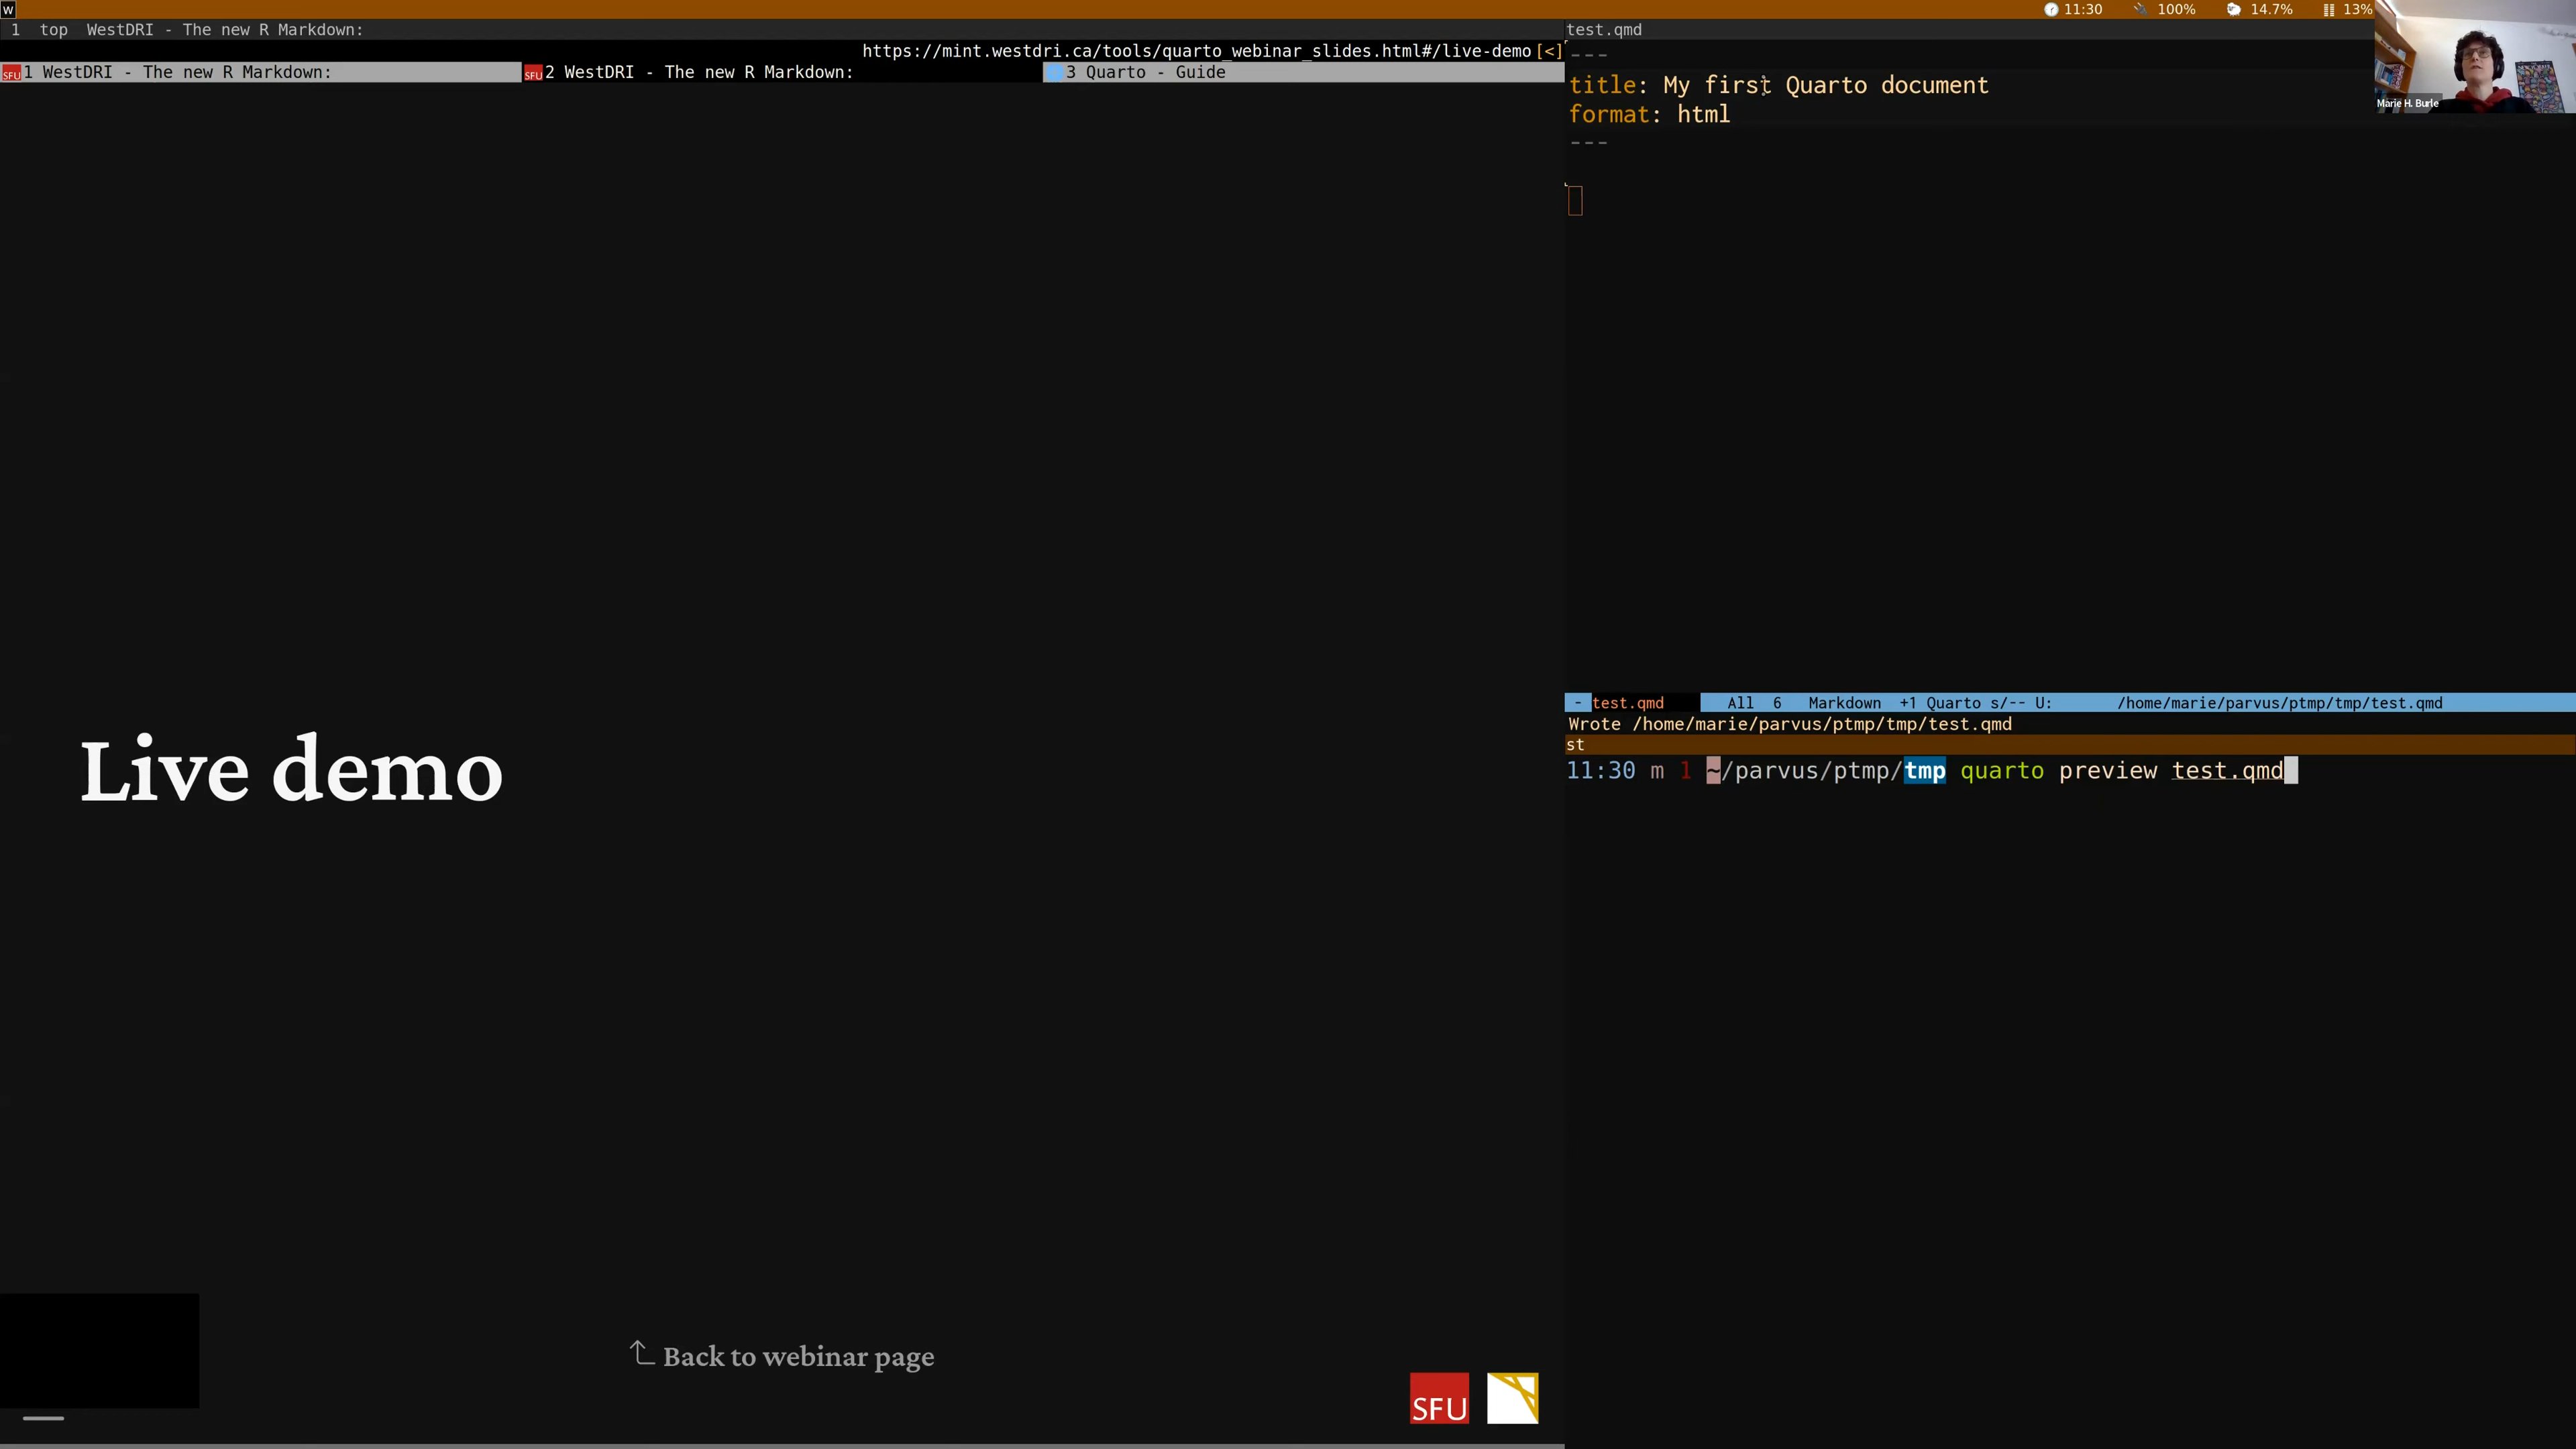 W
11:30 100% 14.7% 13%
1 top WestDRI - The new R Markdown:
https://mint.westdri.ca/tools/quarto_webinar_slides.html#/live-demo[<]
SFU 1 WestDRI - The new R Markdown: SFU 2 WestDRI - The new R Markdown: 3 Quarto - Guide
Live demo
Back to webinar page
SFU
test.qmd
---
title: My first Quarto document
format: html
---
Marie H. Burle
- test.qmd All 6 Markdown +1 Quarto s/-- U: /home/marie/parvus/ptmp/tmp/test.qmd
Wrote /home/marie/parvus/ptmp/tmp/test.qmd
st
11:30 m 1 ~/parvus/ptmp/tmp quarto preview test.qmd